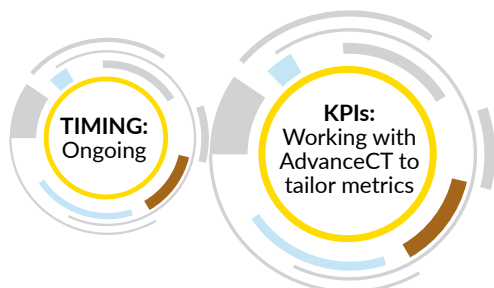 TIMING:
Ongoing
KPIs:
Working with
AdvanceCT to
tailor metrics